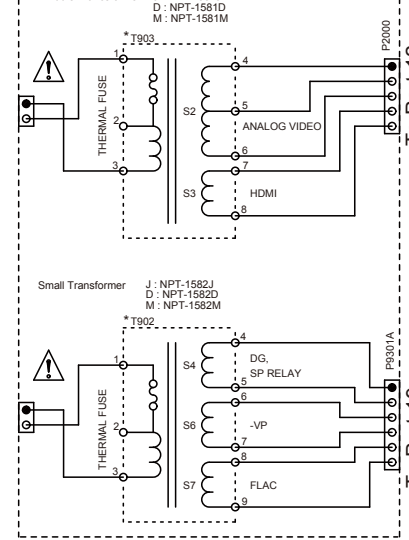 D : NPT-1581D
M : NPT-1581M
* T903
P2000
1
4
THERMAL FUSE
2
S2
5
ANALOG VIDEO
6
3
7
S3
HDMI
8
Small Transformer
J : NPT-1582J
D : NPT-1582D
M : NPT-1582M
* T902
P9301A
1
4
S4
DG,
SP RELAY
5
THERMAL FUSE
2
6
S6
-VP
7
3
8
S7
FLAC
9